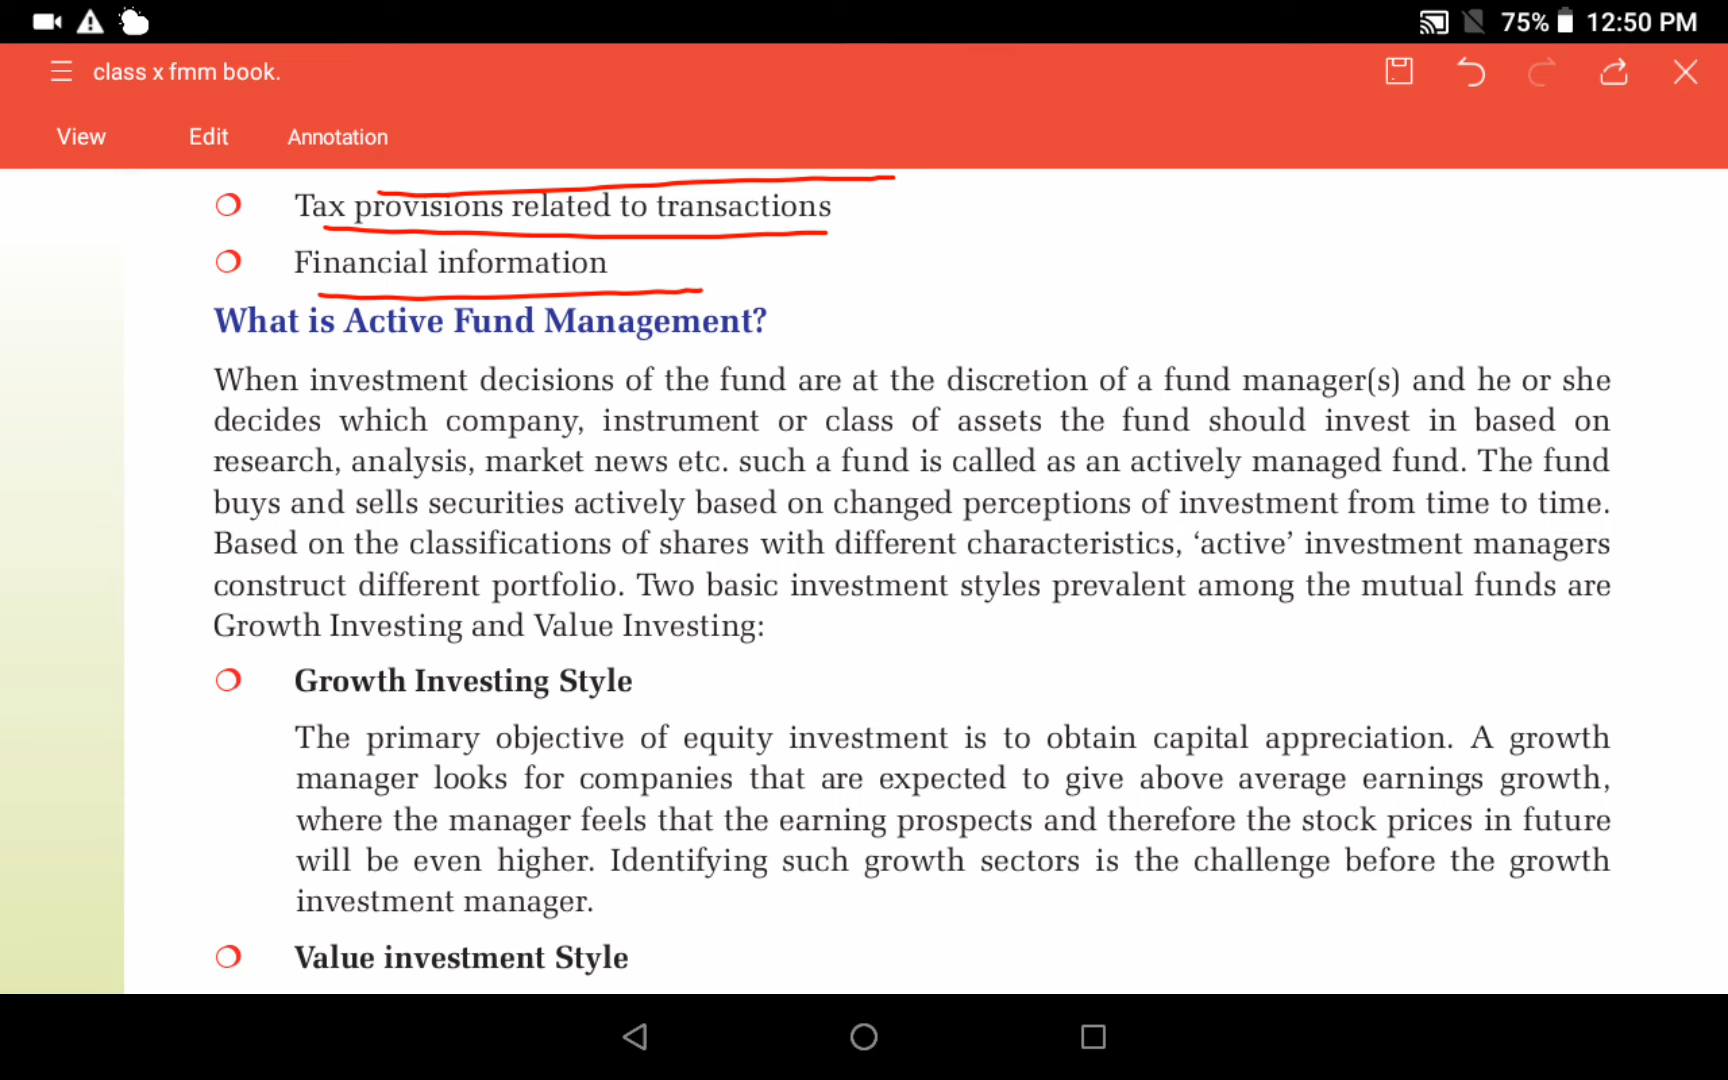 75% 12:50 PM
class x fmm book.
View Edit Annotation
Tax provisions related to transactions
Financial information
What is Active Fund Management?
When investment decisions of the fund are at the discretion of a fund manager(s) and he or she
decides which company, instrument or class of assets the fund should invest in based on
research, analysis, market news etc. such a fund is called as an actively managed fund. The fund
buys and sells securities actively based on changed perceptions of investment from time to time.
Based on the classifications of shares with different characteristics, ‘active’ investment managers
construct different portfolio. Two basic investment styles prevalent among the mutual funds are
Growth Investing and Value Investing:
Growth Investing Style
The primary objective of equity investment is to obtain capital appreciation. A growth
manager looks for companies that are expected to give above average earnings growth,
where the manager feels that the earning prospects and therefore the stock prices in future
will be even higher. Identifying such growth sectors is the challenge before the growth
investment manager.
Value investment Style